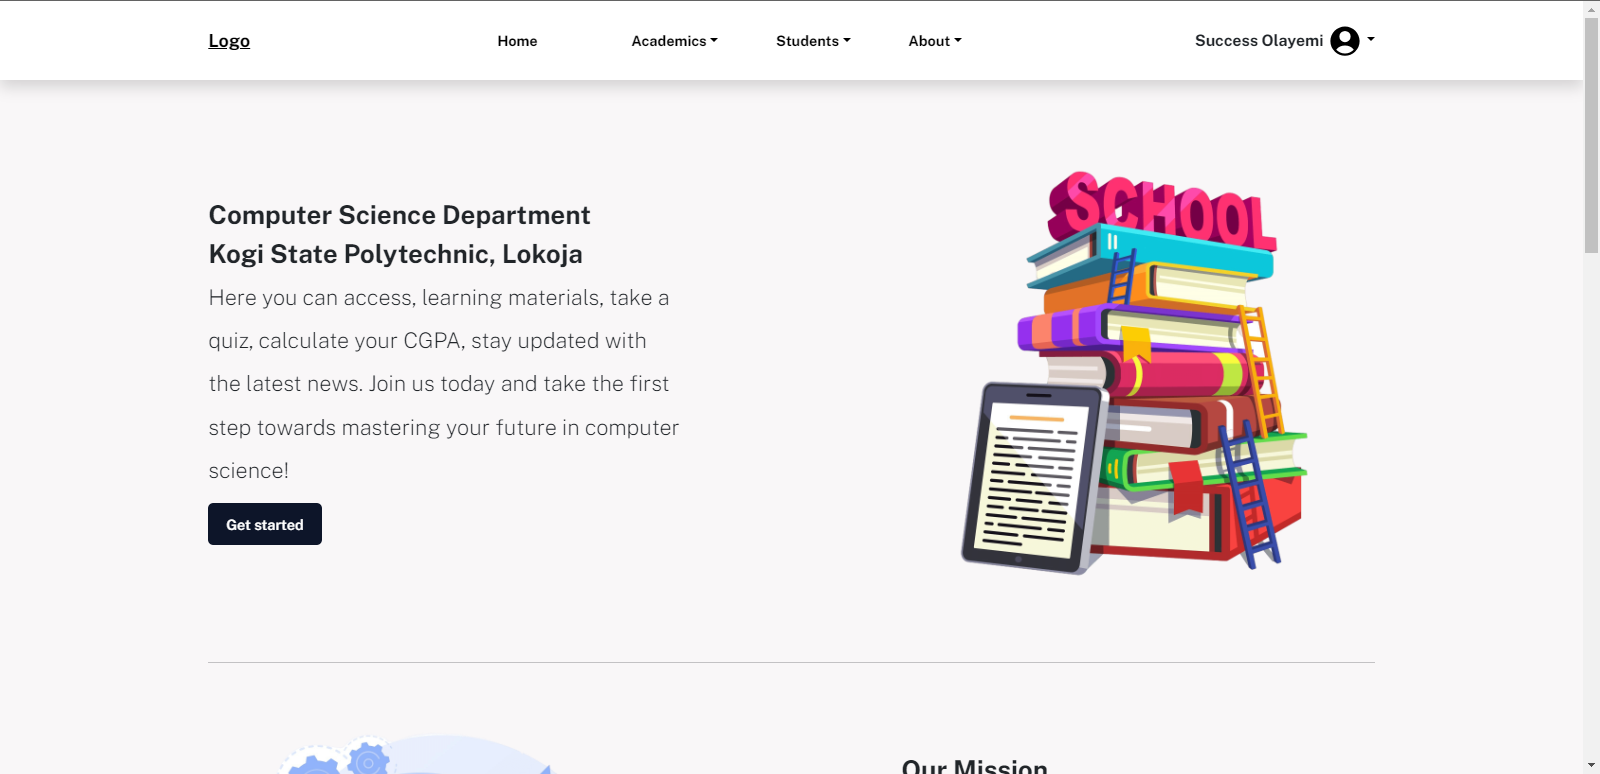 Logo
Home
Academics
Students
About
Success Olayemi
SCHOOL
Computer Science Department
Kogi State Polytechnic, Lokoja
Here you can access, learning materials, take a
quiz, calculate your CGPA, stay updated with
the latest news. Join us today and take the first
step towards mastering your future in computer
science!
Get started
Our Mission